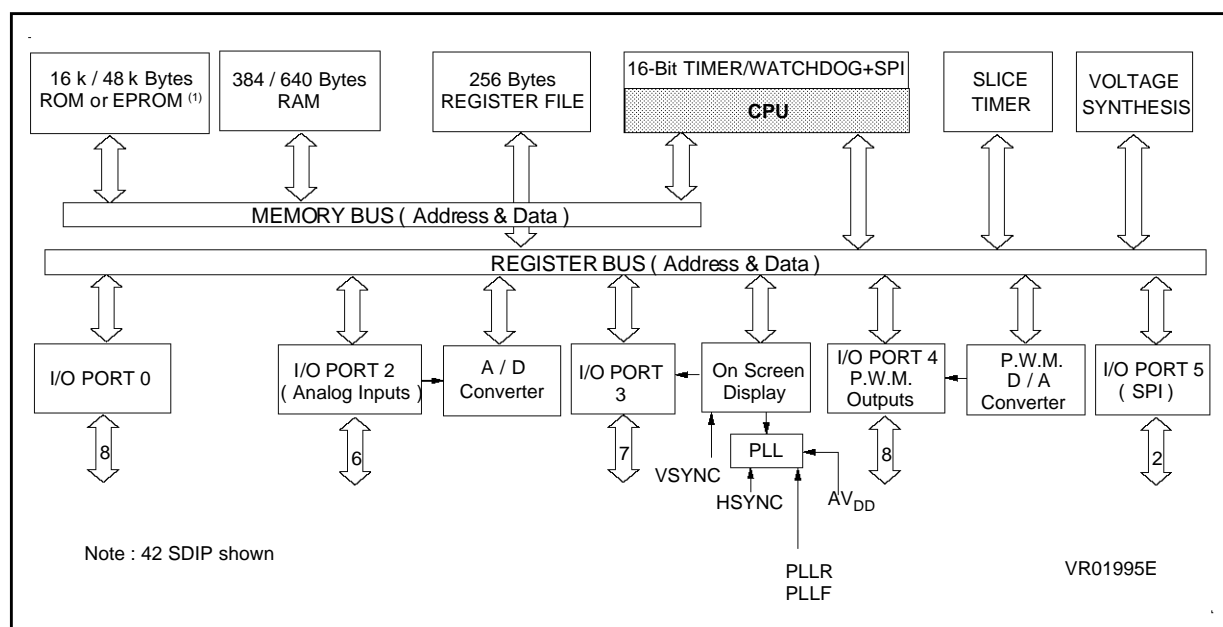 16 k / 48 k Bytes
ROM or EPROM (1)
384 / 640 Bytes
RAM
256 Bytes
REGISTER FILE
16-Bit TIMER/WATCHDOG+SPI
CPU
SLICE
TIMER
VOLTAGE
SYNTHESIS
MEMORY BUS ( Address & Data )
REGISTER BUS ( Address & Data )
I/O PORT 0
I/O PORT 2
( Analog Inputs )
A / D
Converter
I/O PORT
3
On Screen
Display
I/O PORT 4
P.W.M.
Outputs
P.W.M.
D / A
Converter
I/O PORT 5
( SPI )
8
6
7
PLL
8
2
VSYNC
HSYNC
AVDD
Note : 42 SDIP shown
PLLR
PLLF
VR01995E